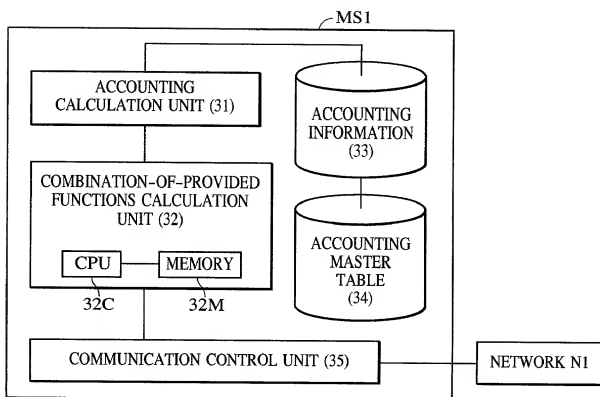 MS1
ACCOUNTING
CALCULATION UNIT (31)
ACCOUNTING
INFORMATION
(33)
COMBINATION-OF-PROVIDED
FUNCTIONS CALCULATION
UNIT (32)
CPU
MEMORY
32C
32M
ACCOUNTING
MASTER
TABLE
(34)
COMMUNICATION CONTROL UNIT (35)
NETWORK N1